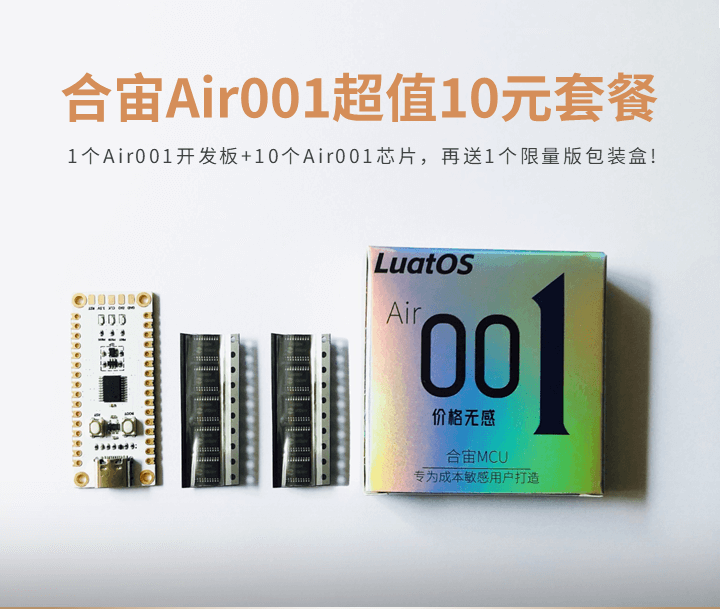 合宙Air001超值10元套餐
1个Air001开发板+10个Air001芯片，再送1个限量版包装盒!
LuatOS
Air
001
价格无感
合宙MCU
专为成本敏感用户打造